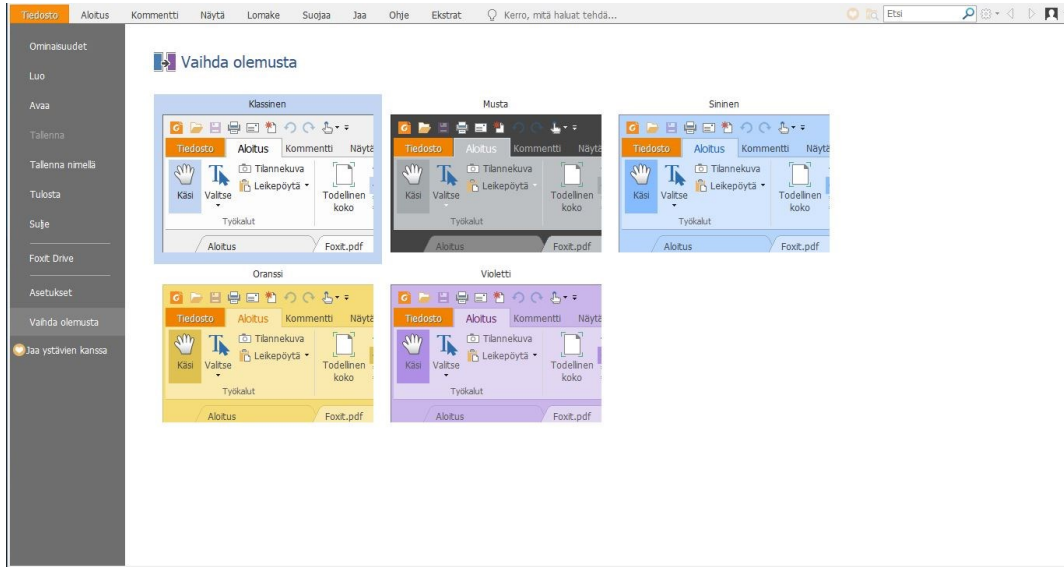 Tiedosto Aloitus Kommentti Näytä Lomake Suojaa Jaa Ohje Ekstrat Kerro, mitä haluat tehdä... Etsi
Ominaisuudet
Luo
Avaa
Tallenna
Tallenna nimellä
Tulosta
Sulje
Foxit Drive
Asetukset
Vaihda olemusta
Jaa ystävien kanssa
Vaihda olemusta
Klassinen
Tiedosto Aloitus Kommentti Näytä
Käsi
Valitse
Tilannekuva
Leikepöytä
Todellinen
koko
Työkalut
Aloitus Foxit.pdf
Musta
Tiedosto Aloitus Kommentti Näytä
Käsi
Valitse
Tilannekuva
Leikepöytä
Todellinen
koko
Työkalut
Aloitus Foxit.pdf
Sininen
Tiedosto Aloitus Kommentti Näytä
Käsi
Valitse
Tilannekuva
Leikepöytä
Todellinen
koko
Työkalut
Aloitus Foxit.pdf
Oranssi
Tiedosto Aloitus Kommentti Näytä
Käsi
Valitse
Tilannekuva
Leikepöytä
Todellinen
koko
Työkalut
Aloitus Foxit.pdf
Violetti
Tiedosto Aloitus Kommentti Näytä
Käsi
Valitse
Tilannekuva
Leikepöytä
Todellinen
koko
Työkalut
Aloitus Foxit.pdf